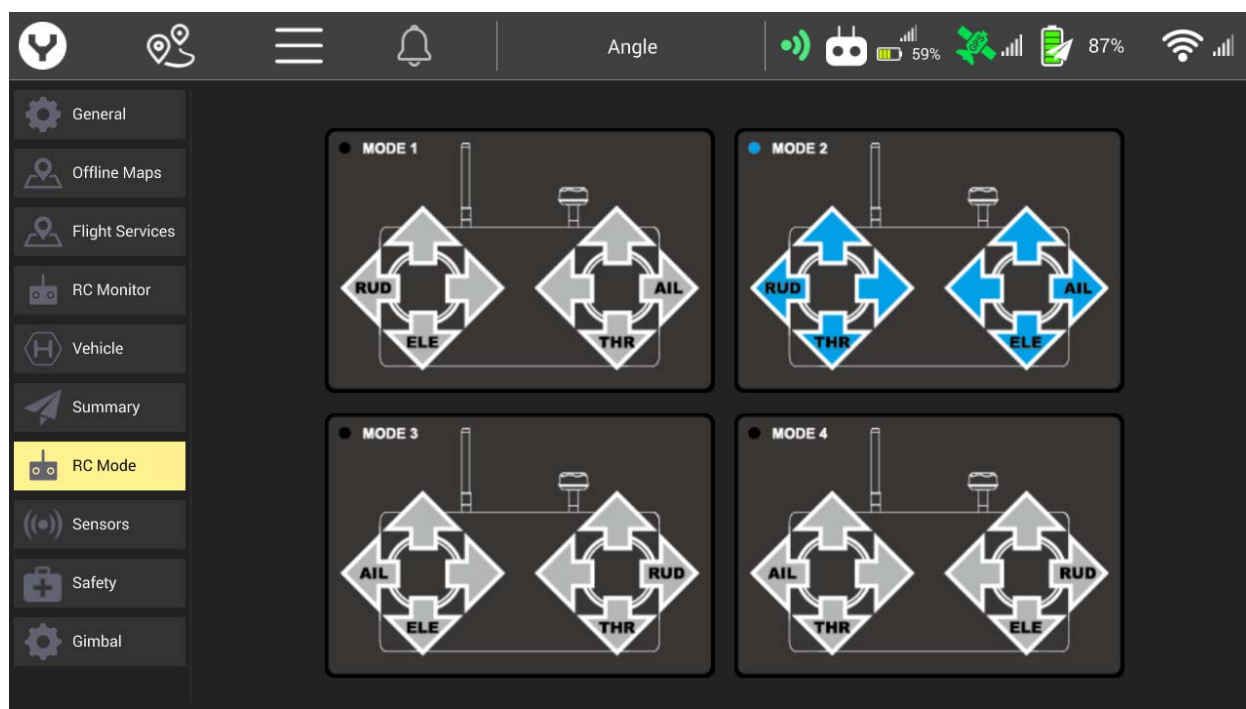 Angle
59%
GPS
87%
General
Offline Maps
Flight Services
RC Monitor
Vehicle
Summary
RC Mode
Sensors
Safety
Gimbal
MODE 1
RUD
AIL
ELE
THR
MODE 2
RUD
AIL
THR
ELE
MODE 3
AIL
RUD
ELE
THR
MODE 4
AIL
RUD
THR
ELE